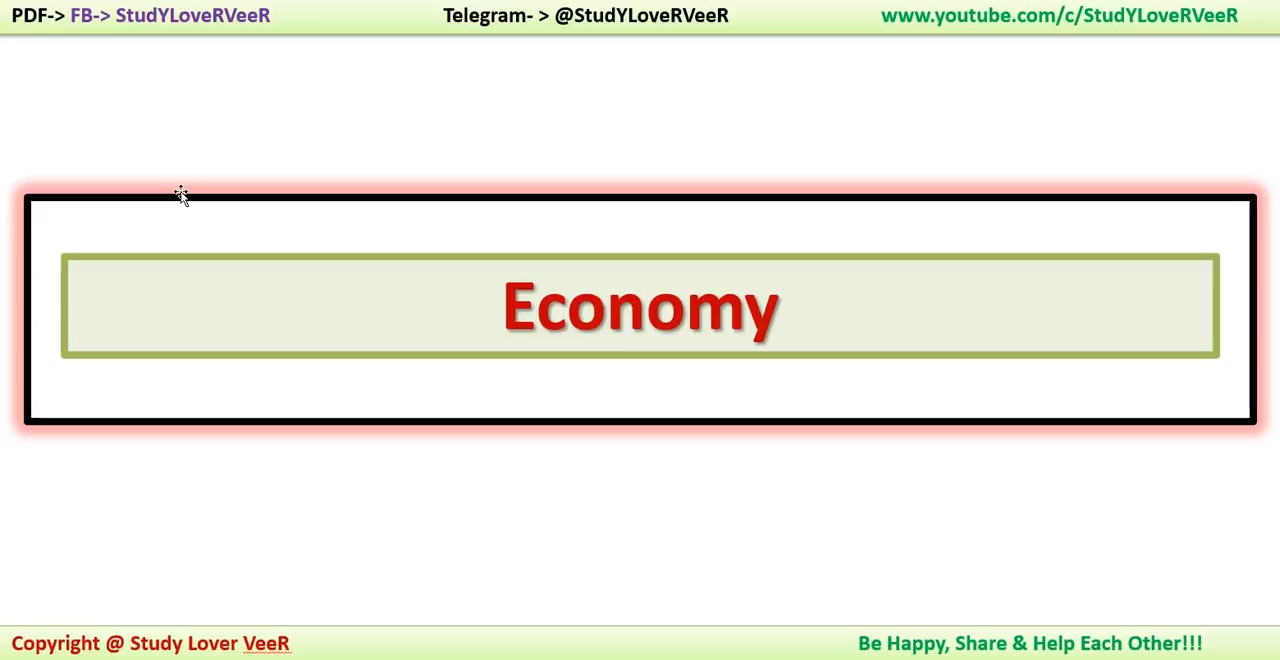 PDF-> FB-> StudYLoveRVeeR Telegram- > @StudYLoveRVeeR www.youtube.com/c/StudYLoveRVeeR
Economy
Copyright @ Study Lover VeeR Be Happy, Share & Help Each Other!!!